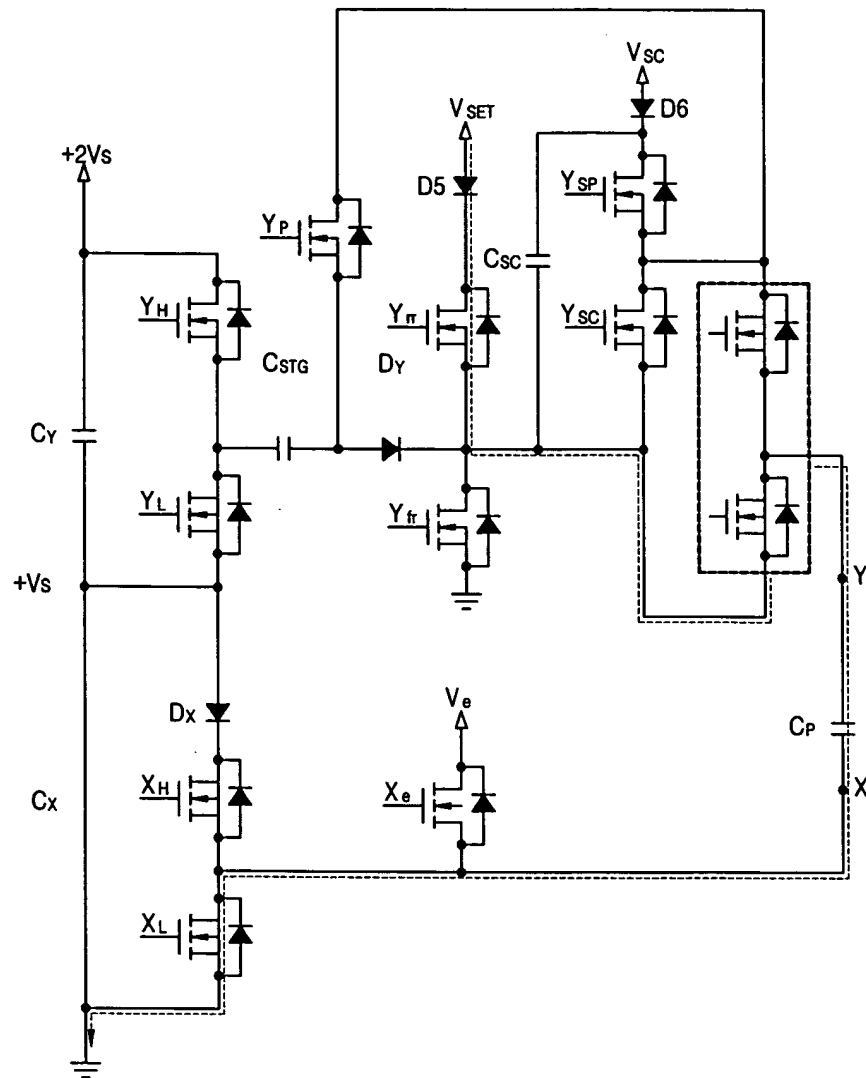 VSC
D6
VSET
+2VS
D5
YSP
YP
CSC
YH
Yrr
YSC
CSTG
DY
CY
YL
Yfr
+VS
Y
DX
Ve
CP
XH
Xe
CX
X
XL